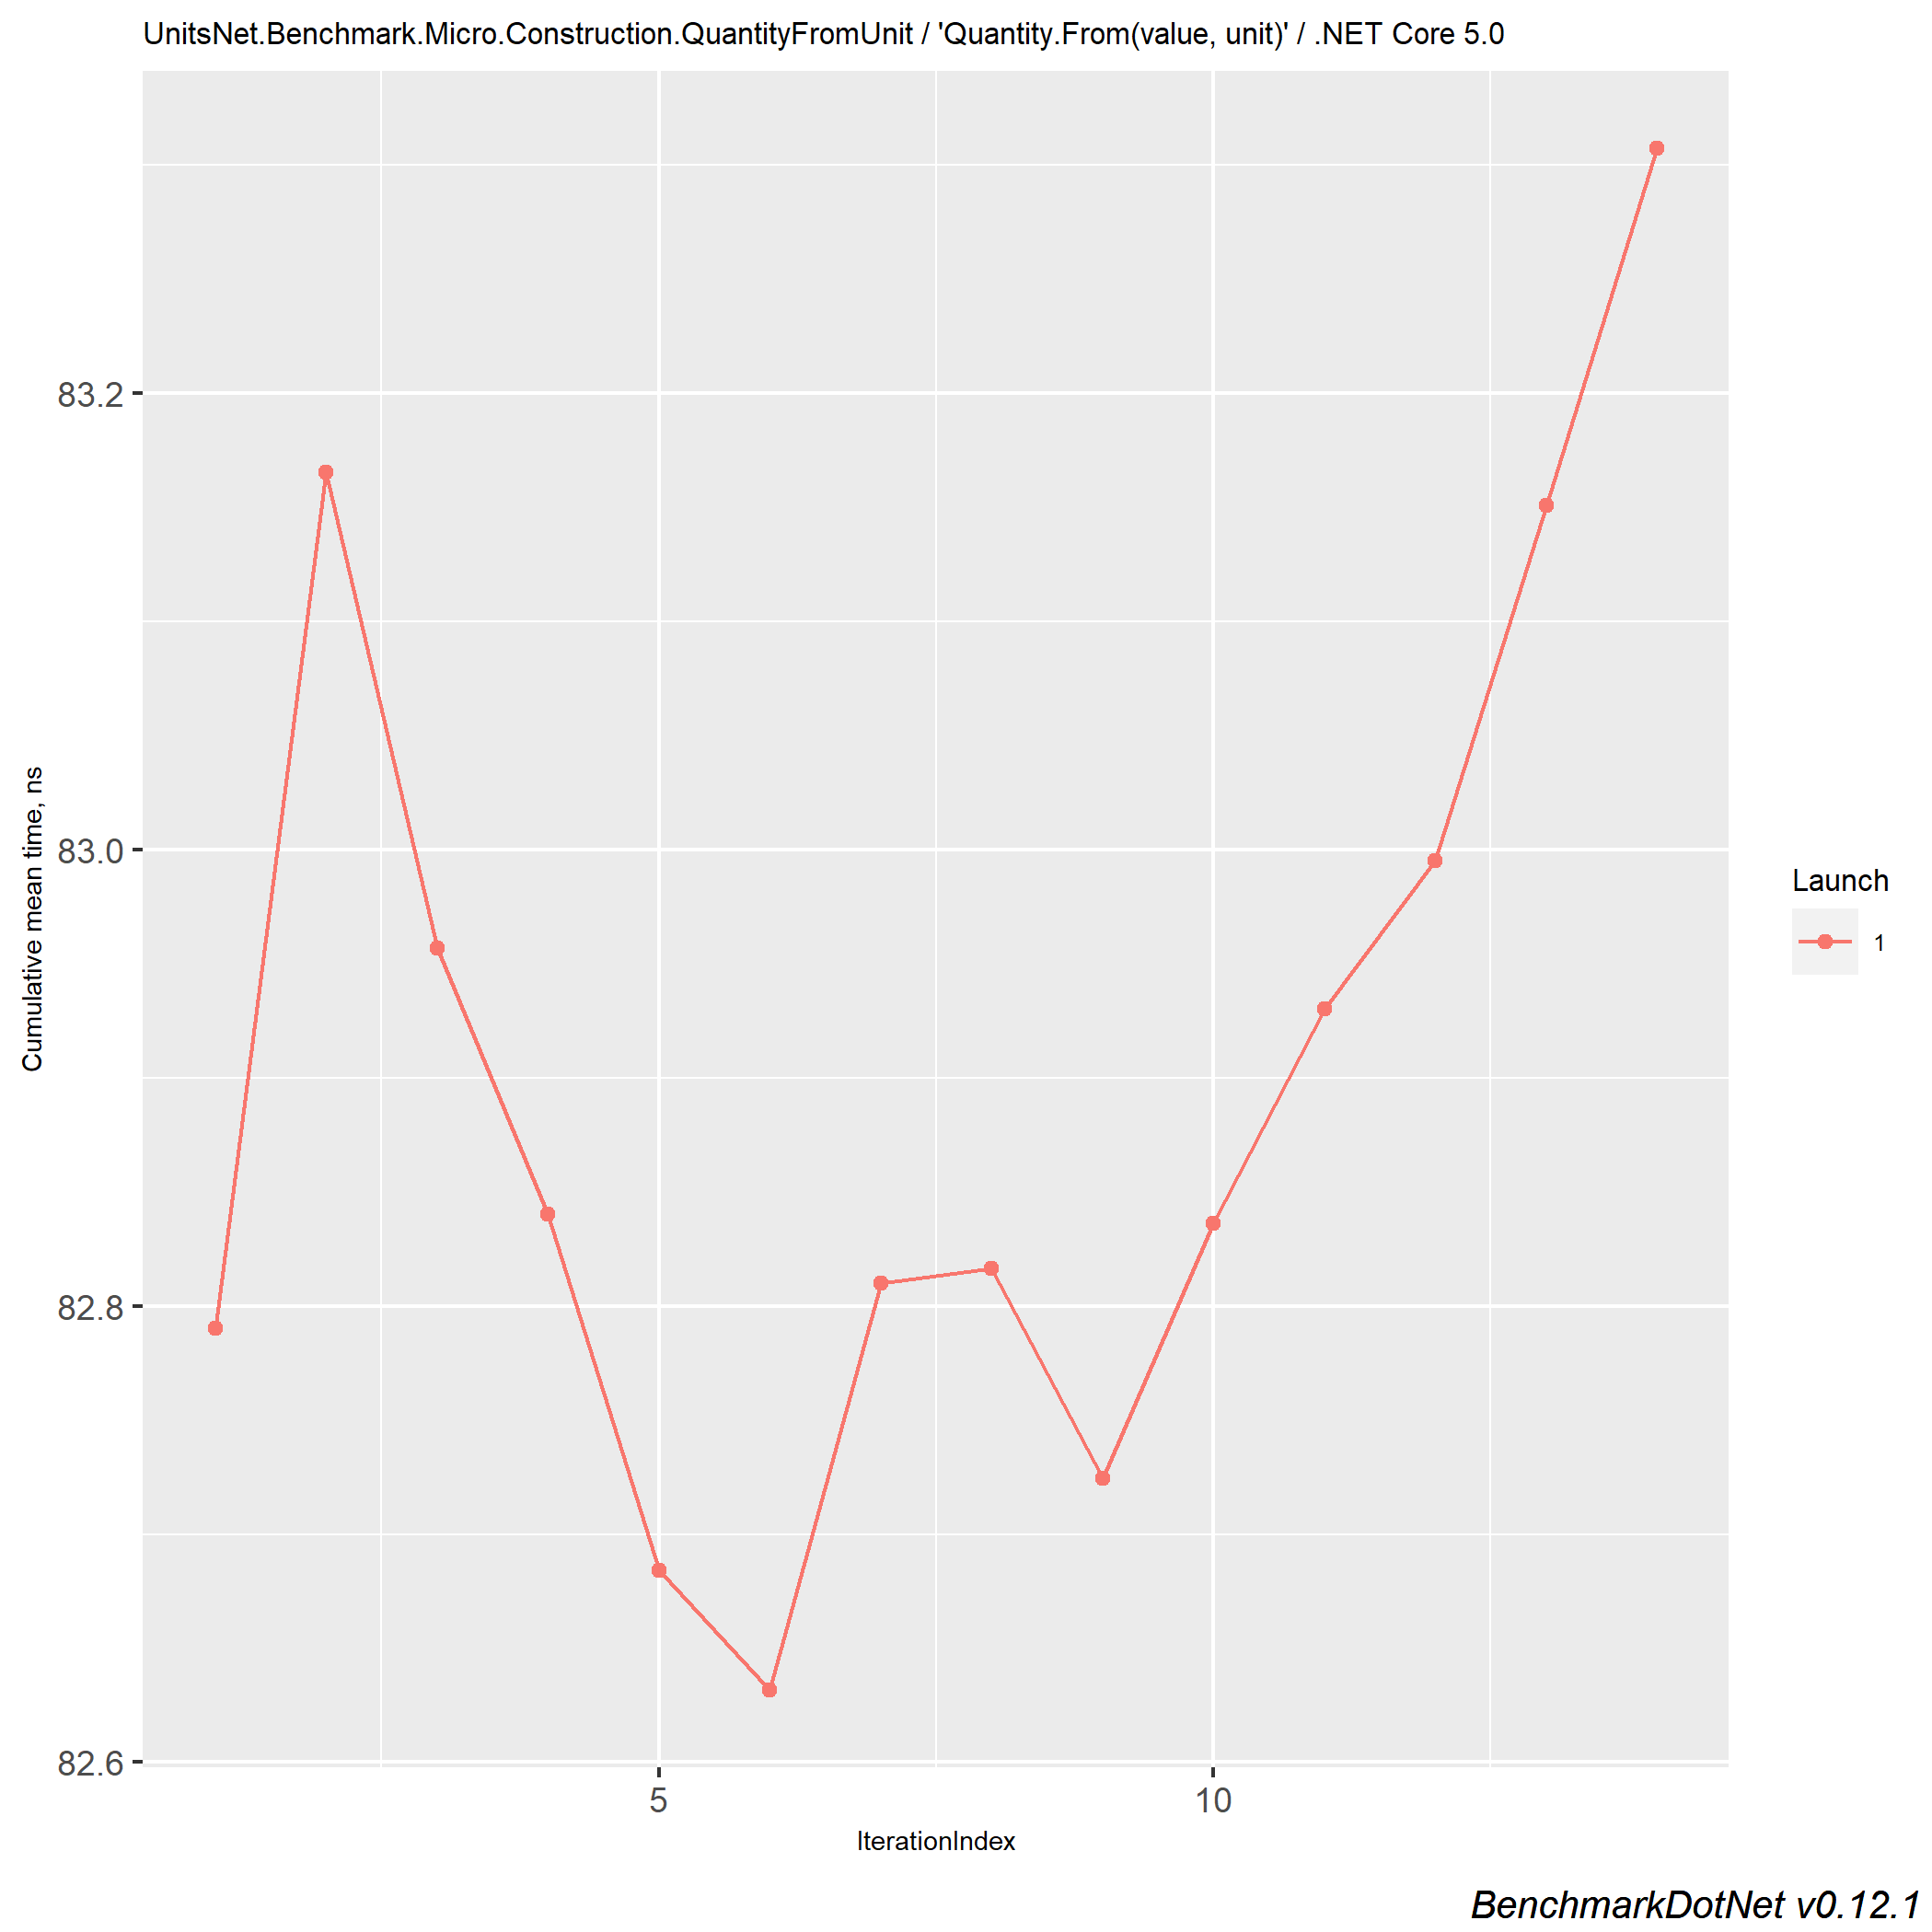 UnitsNet.Benchmark.Micro.Construction.QuantityFromUnit / 'Quantity.From(value, unit)' / .NET Core 5.0
83.2
83.0
82.8
82.6
Cumulative mean time, ns
5
10
IterationIndex
Launch
1
BenchmarkDotNet v0.12.1